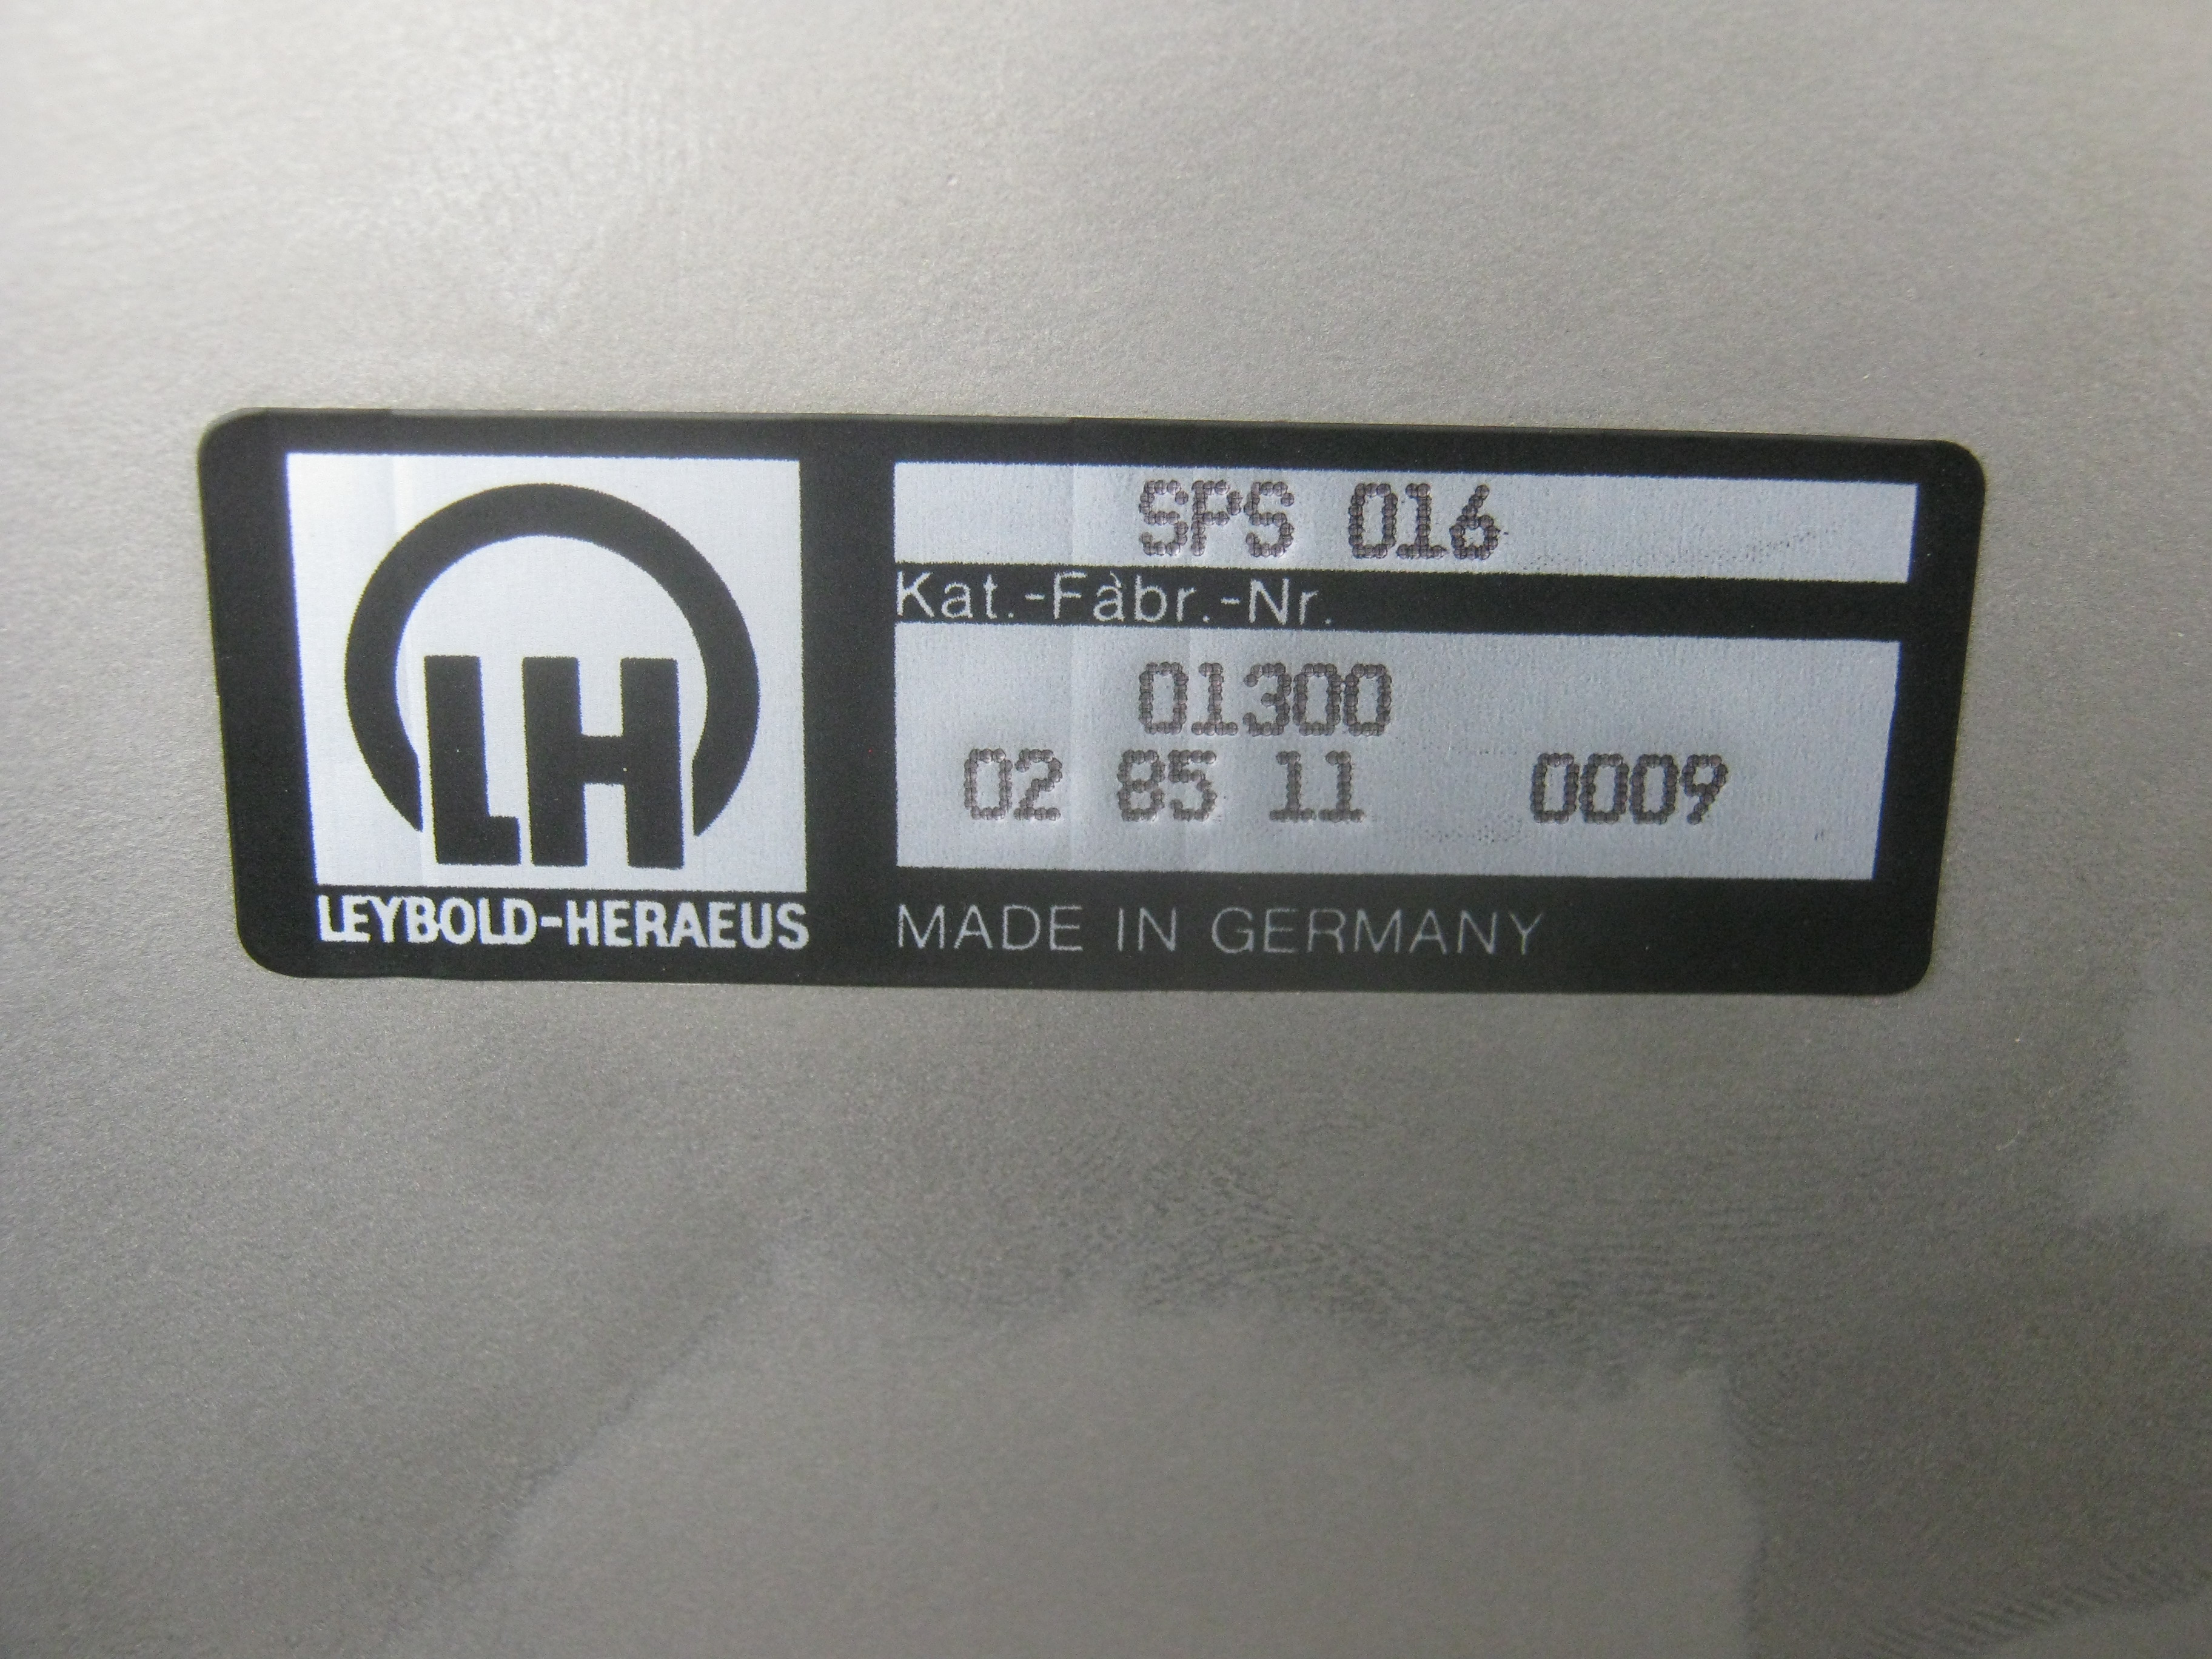 LH
LEYBOLD-HERAEUS
SPS 016
Kat.-Fàbr.-Nr.
01300
02 85 11 0009
MADE IN GERMANY